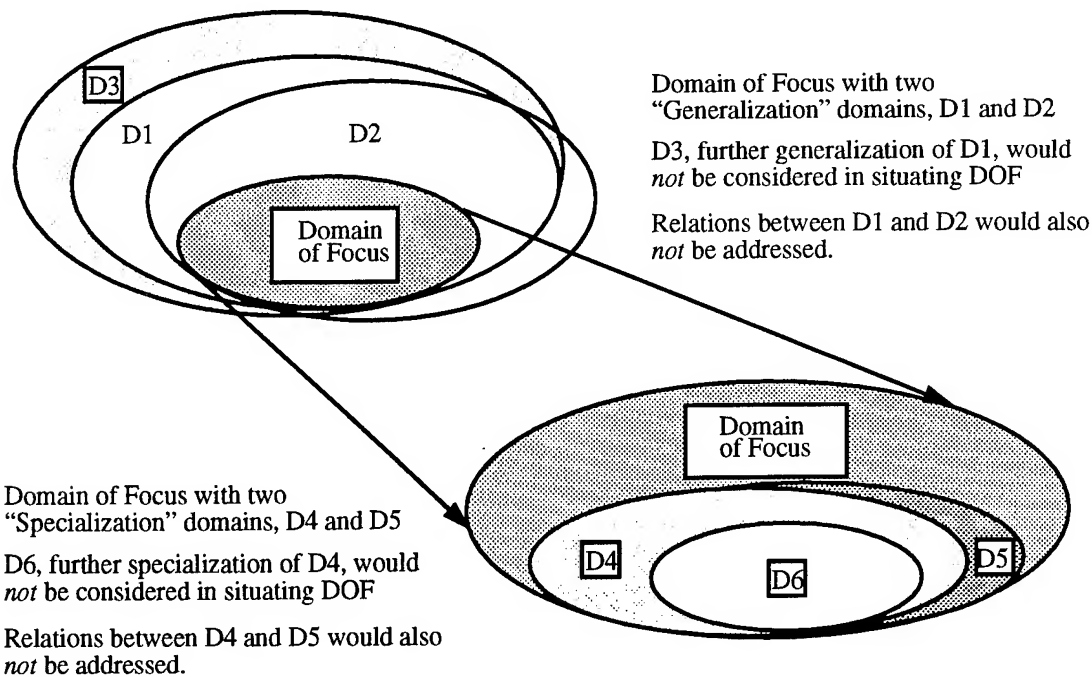 D3
D1
D2
Domain
of Focus
Domain of Focus with two
“Generalization” domains, D1 and D2
D3, further generalization of D1, would
not be considered in situating DOF
Relations between D1 and D2 would also
not be addressed.
Domain
of Focus
D4
D6
D5
Domain of Focus with two
“Specialization” domains, D4 and D5
D6, further specialization of D4, would
not be considered in situating DOF
Relations between D4 and D5 would also
not be addressed.